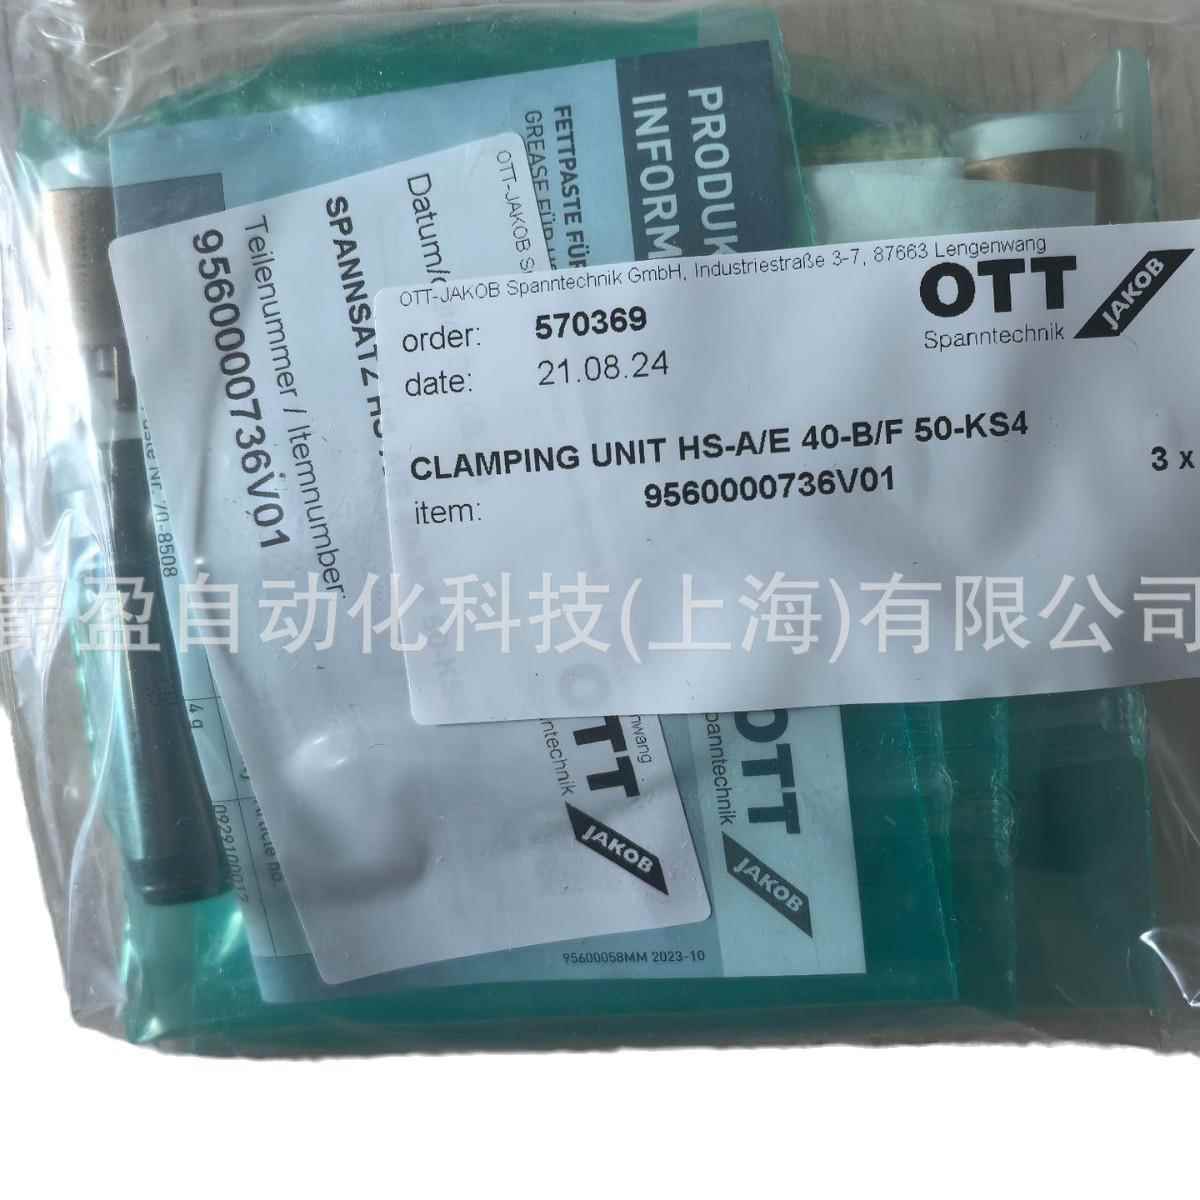 OTT-JAKOB Spanntechnik GmbH, Industriestraße 3-7, 87663 Lengenwang
OTT
JAKOB
Spanntechnik
order: 570369
date: 21.08.24
CLAMPING UNIT HS-A/E 40-B/F 50-KS4
3 x
item: 9560000736V01
OTT-JAKOB
Datum/
SPANNSATZ
Teilenummer / Itemnumber:
9560000736V01
OTT
JAKOB
PRODUK
INFORM
FETTPASTE FÜR
GREASE FÜR
OTT
JAKOB
95600058MM 2023-10
4 g
盈自动化科技(上海)有限公司